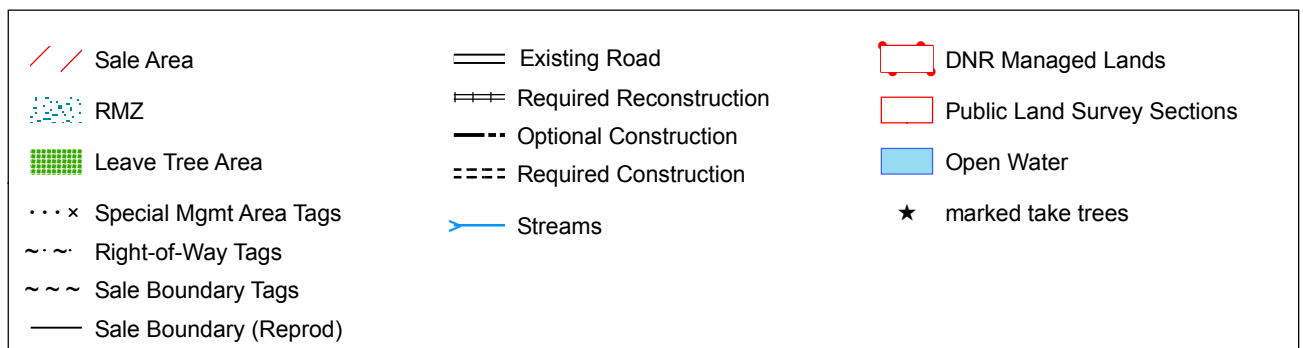 Sale Area
RMZ
Leave Tree Area
Special Mgmt Area Tags
Right-of-Way Tags
Sale Boundary Tags
Sale Boundary (Reprod)
Existing Road
Required Reconstruction
Optional Construction
Required Construction
Streams
DNR Managed Lands
Public Land Survey Sections
Open Water
marked take trees